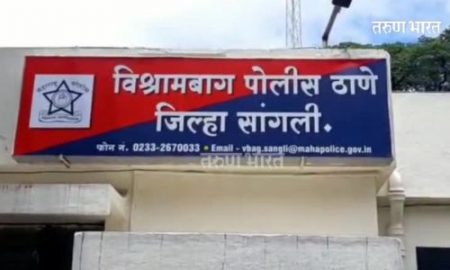 तरुण भारत
विश्रामबाग पोलीस ठाणे
जिल्हा सांगली.
फोन नं. 0233-2670033 • Email - vbag.sangli@mahapolice.gov.in
तरुण भारत